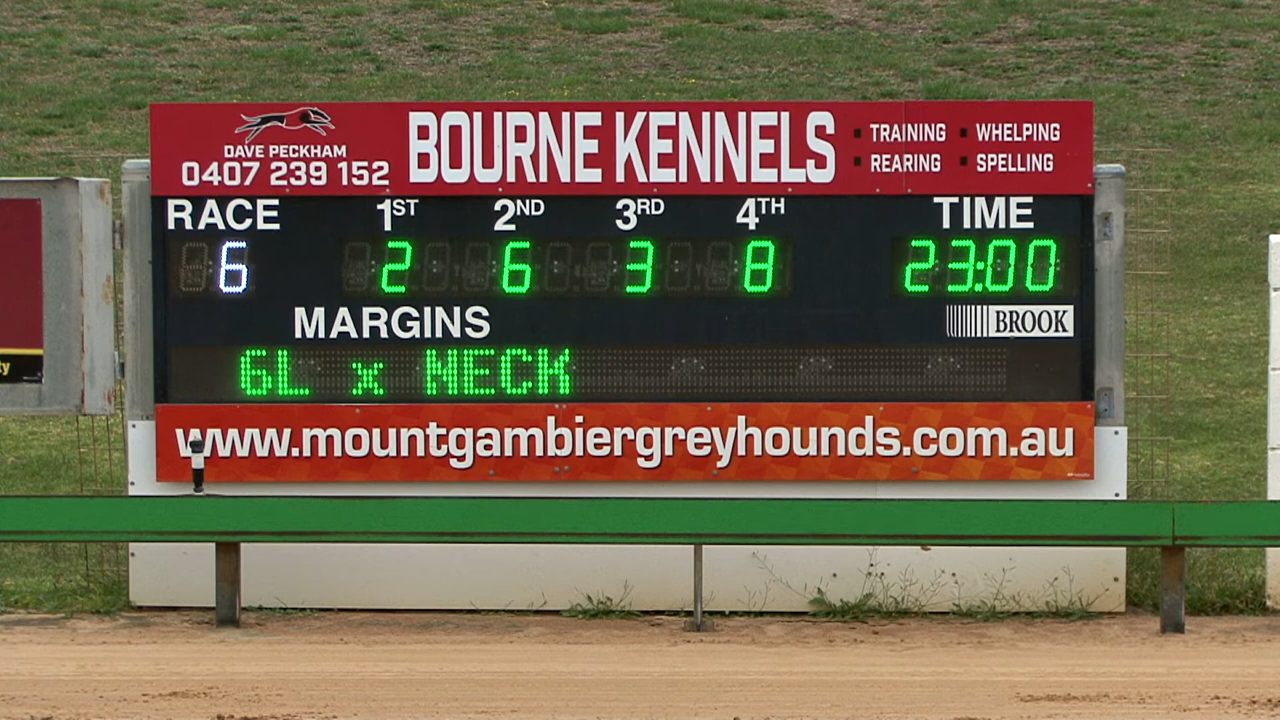 DAVE PECKHAM
0407 239 152
BOURNE KENNELS
▪ TRAINING ▪ WHELPING
▪ REARING ▪ SPELLING
RACE 1ST 2ND 3RD 4TH TIME
6 2 6 3 8 23:00
MARGINS
BROOK
6L x NECK
www.mountgambiergreyhounds.com.au